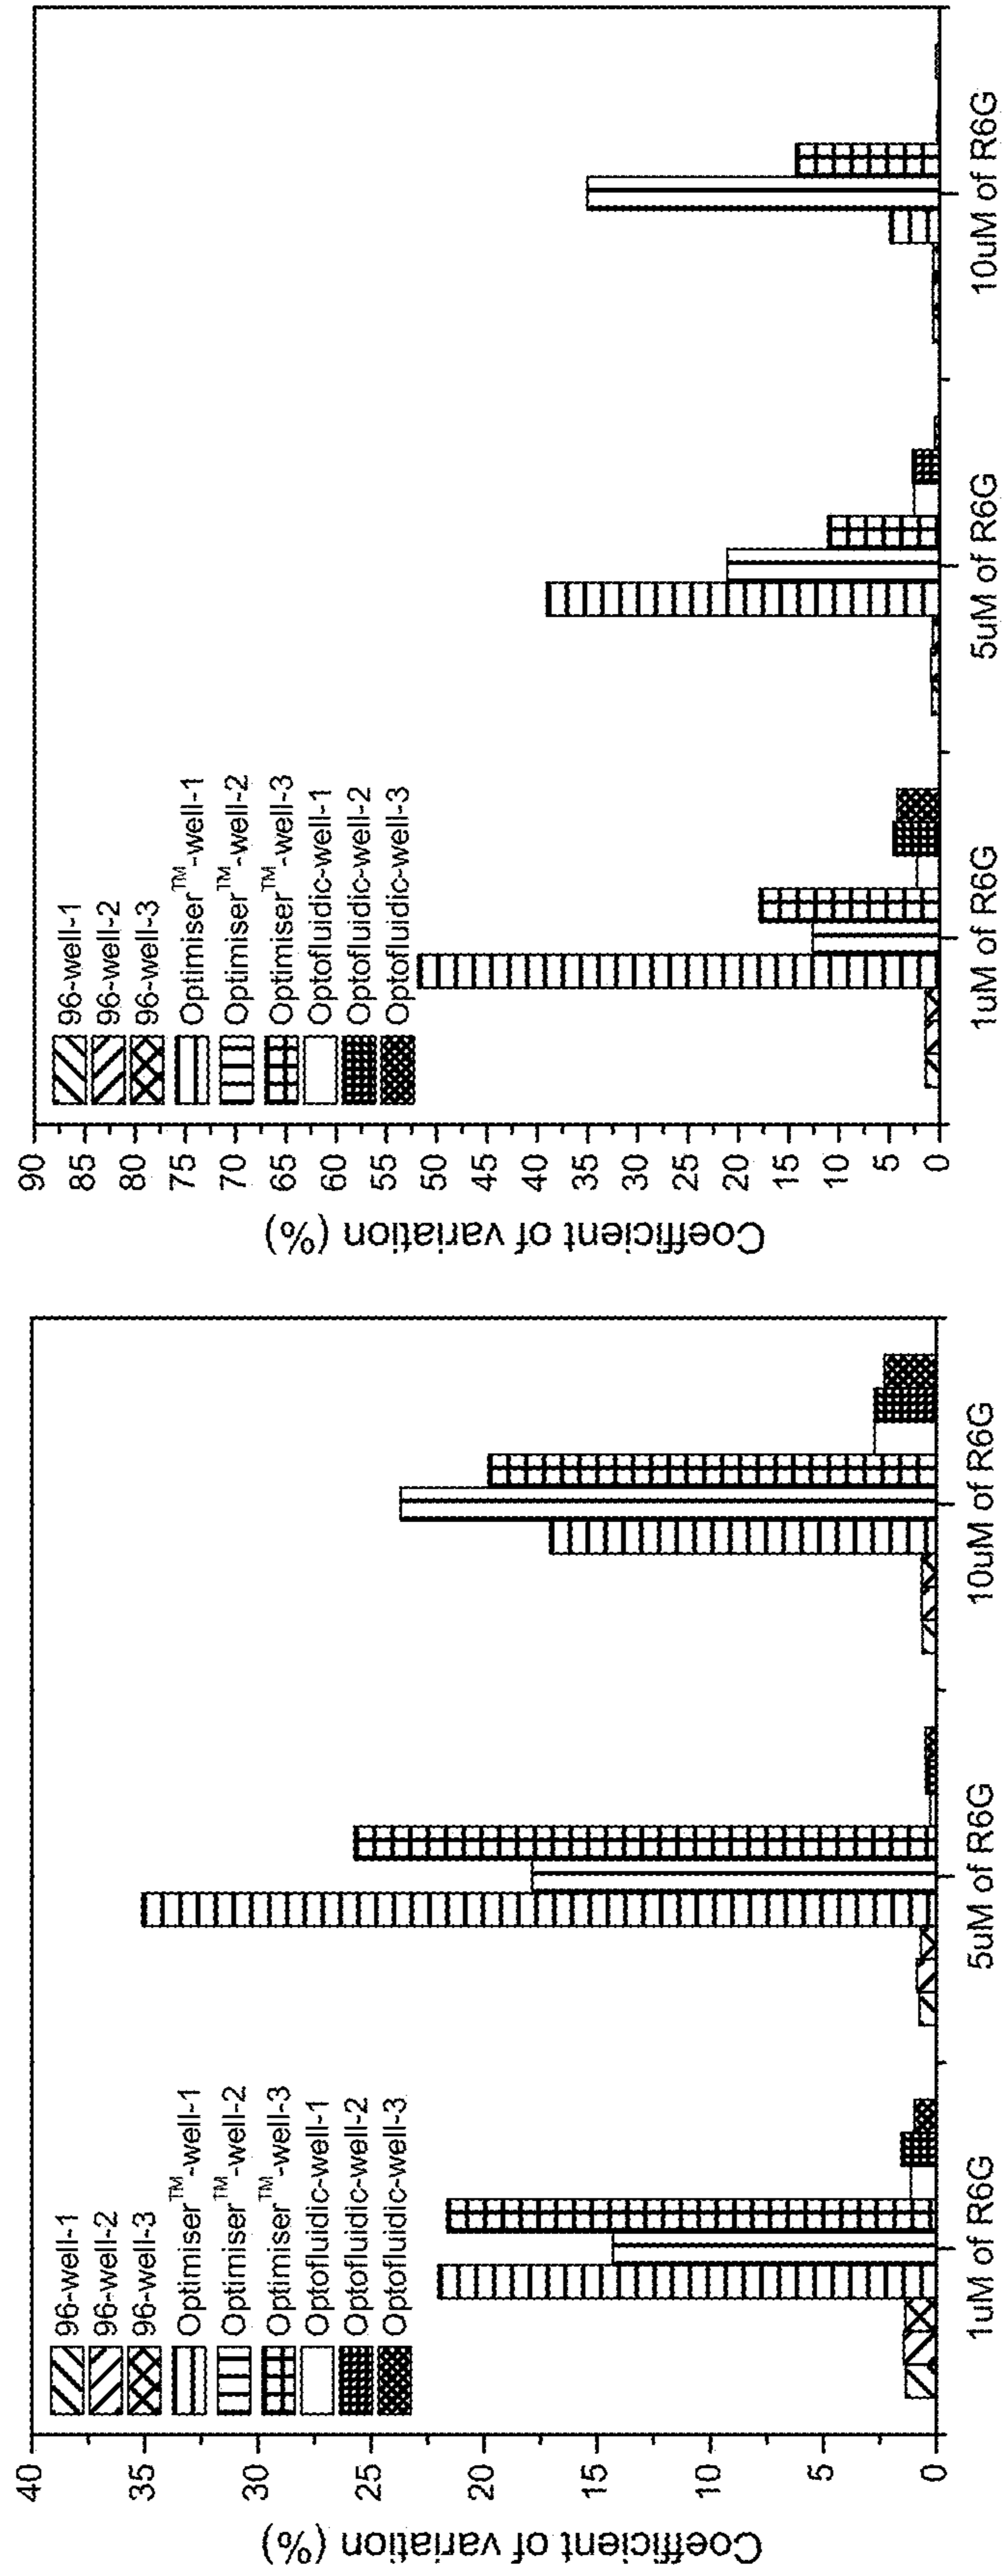 Coefficient of variation (%)
40
35
30
25
20
15
10
5
0
96-well-1
96-well-2
96-well-3
Optimiser™-well-1
Optimiser™-well-2
Optimiser™-well-3
Optofluidic-well-1
Optofluidic-well-2
Optofluidic-well-3
1uM of R6G
5uM of R6G
10uM of R6G
Coefficient of variation (%)
90
85
80
75
70
65
60
55
50
45
40
35
30
25
20
15
10
5
0
96-well-1
96-well-2
96-well-3
Optimiser™-well-1
Optimiser™-well-2
Optimiser™-well-3
Optofluidic-well-1
Optofluidic-well-2
Optofluidic-well-3
1uM of R6G
5uM of R6G
10uM of R6G